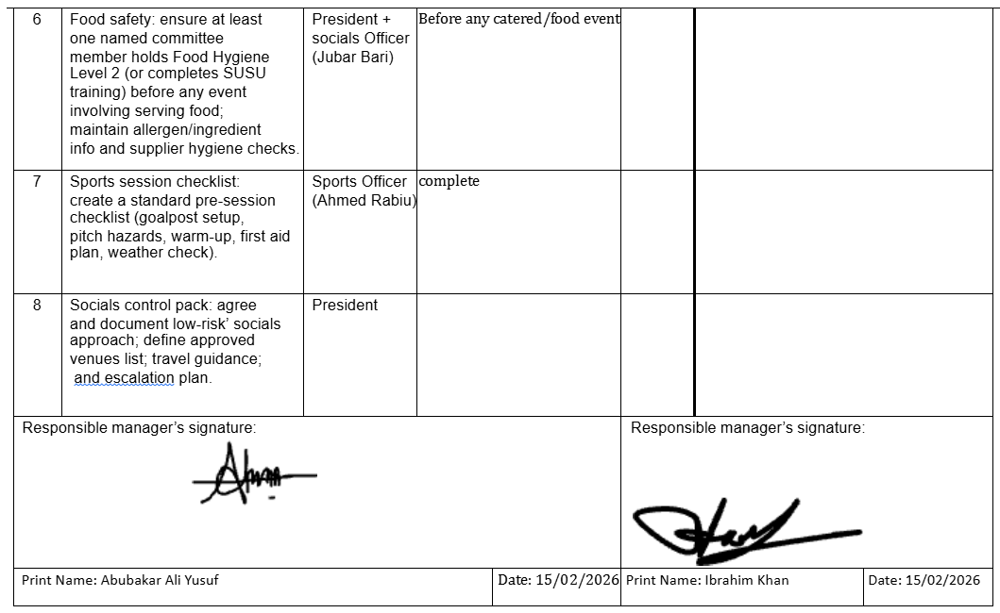 6
Food safety: ensure at least
one named committee
member holds Food Hygiene
Level 2 (or completes SUSU
training) before any event
involving serving food;
maintain allergen/ingredient
info and supplier hygiene checks.
President +
socials Officer
(Jubar Bari)
Before any catered/food event
7
Sports session checklist:
create a standard pre-session
checklist (goalpost setup,
pitch hazards, warm-up, first aid
plan, weather check).
Sports Officer
(Ahmed Rabiu)
complete
8
Socials control pack: agree
and document low-risk’ socials
approach; define approved
venues list; travel guidance;
and escalation plan.
President
Responsible manager’s signature:
Responsible manager’s signature:
Print Name: Abubakar Ali Yusuf
Date: 15/02/2026
Print Name: Ibrahim Khan
Date: 15/02/2026